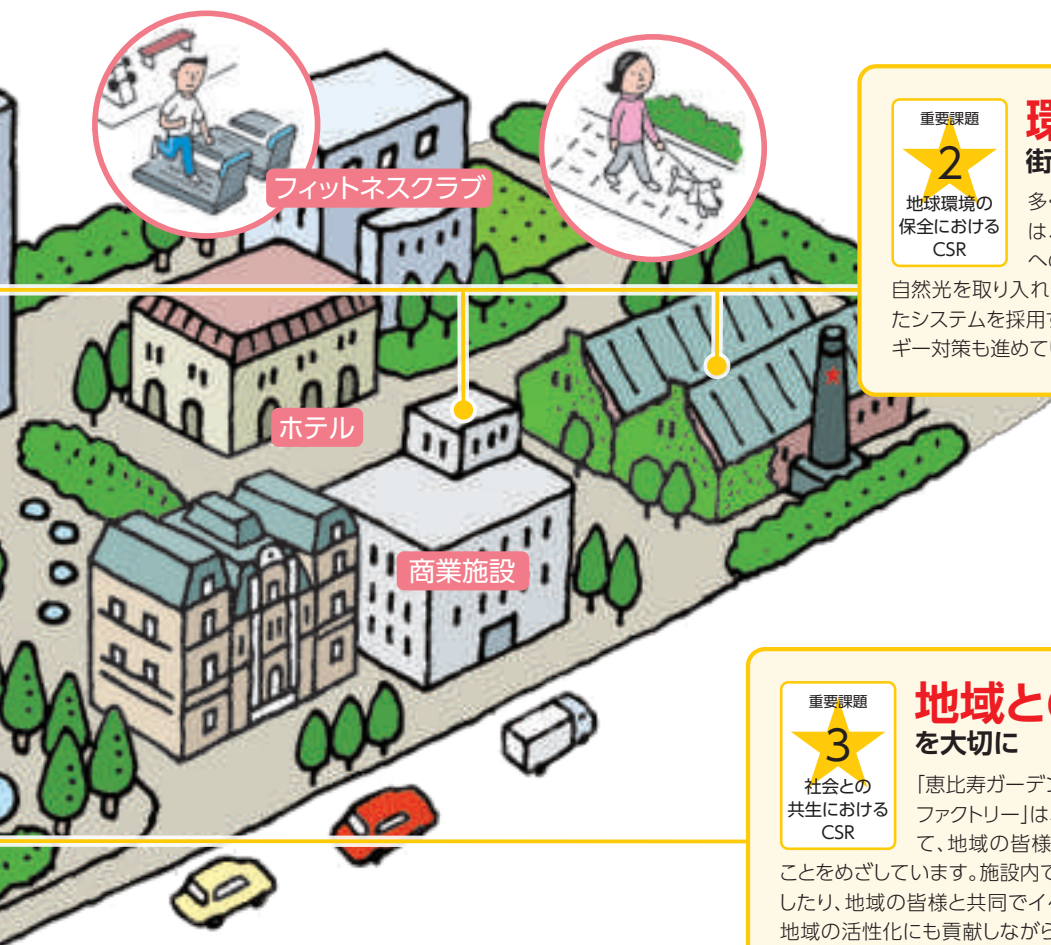 フィットネスクラブ
ホテル
商業施設
重要課題
2
地球環境の
保全における
CSR
環
街
多く
は、
への
自然光を取り入れ
たシステムを採用す
ギー対策も進めてい
重要課題
3
社会との
共生における
CSR
地域との
を大切に
「恵比寿ガーデン
ファクトリー」は
て、地域の皆様
ことをめざしています。施設内で
したり、地域の皆様と共同でイベ
地域の活性化にも貢献しながら